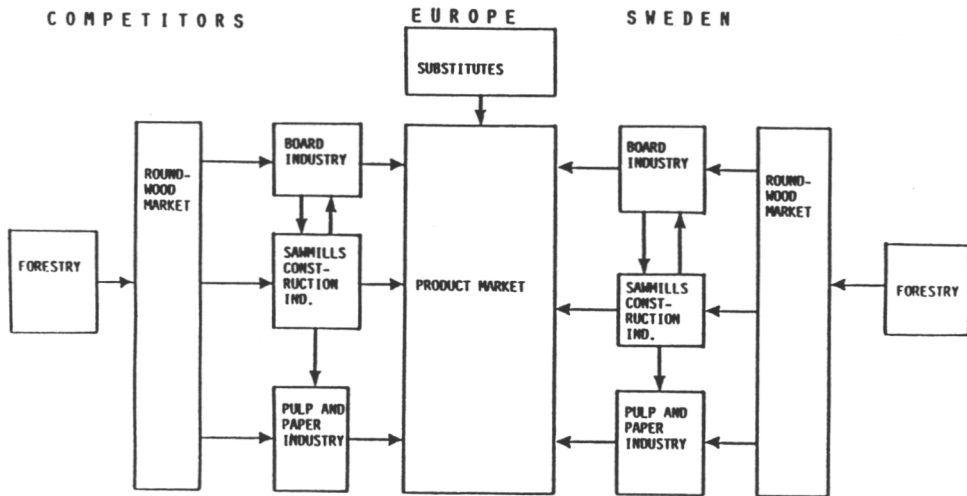 COMPETITORS
EUROPE
SWEDEN
SUBSTITUTES
BOARD
INDUSTRY
ROUND-
WOOD
MARKET
FORESTRY
SAWMILLS
CONST-
RUCTION
IND.
PULP AND
PAPER
INDUSTRY
PRODUCT MARKET
BOARD
INDUSTRY
SAWMILLS
CONST-
RUCTION
IND.
PULP AND
PAPER
INDUSTRY
ROUND-
WOOD
MARKET
FORESTRY